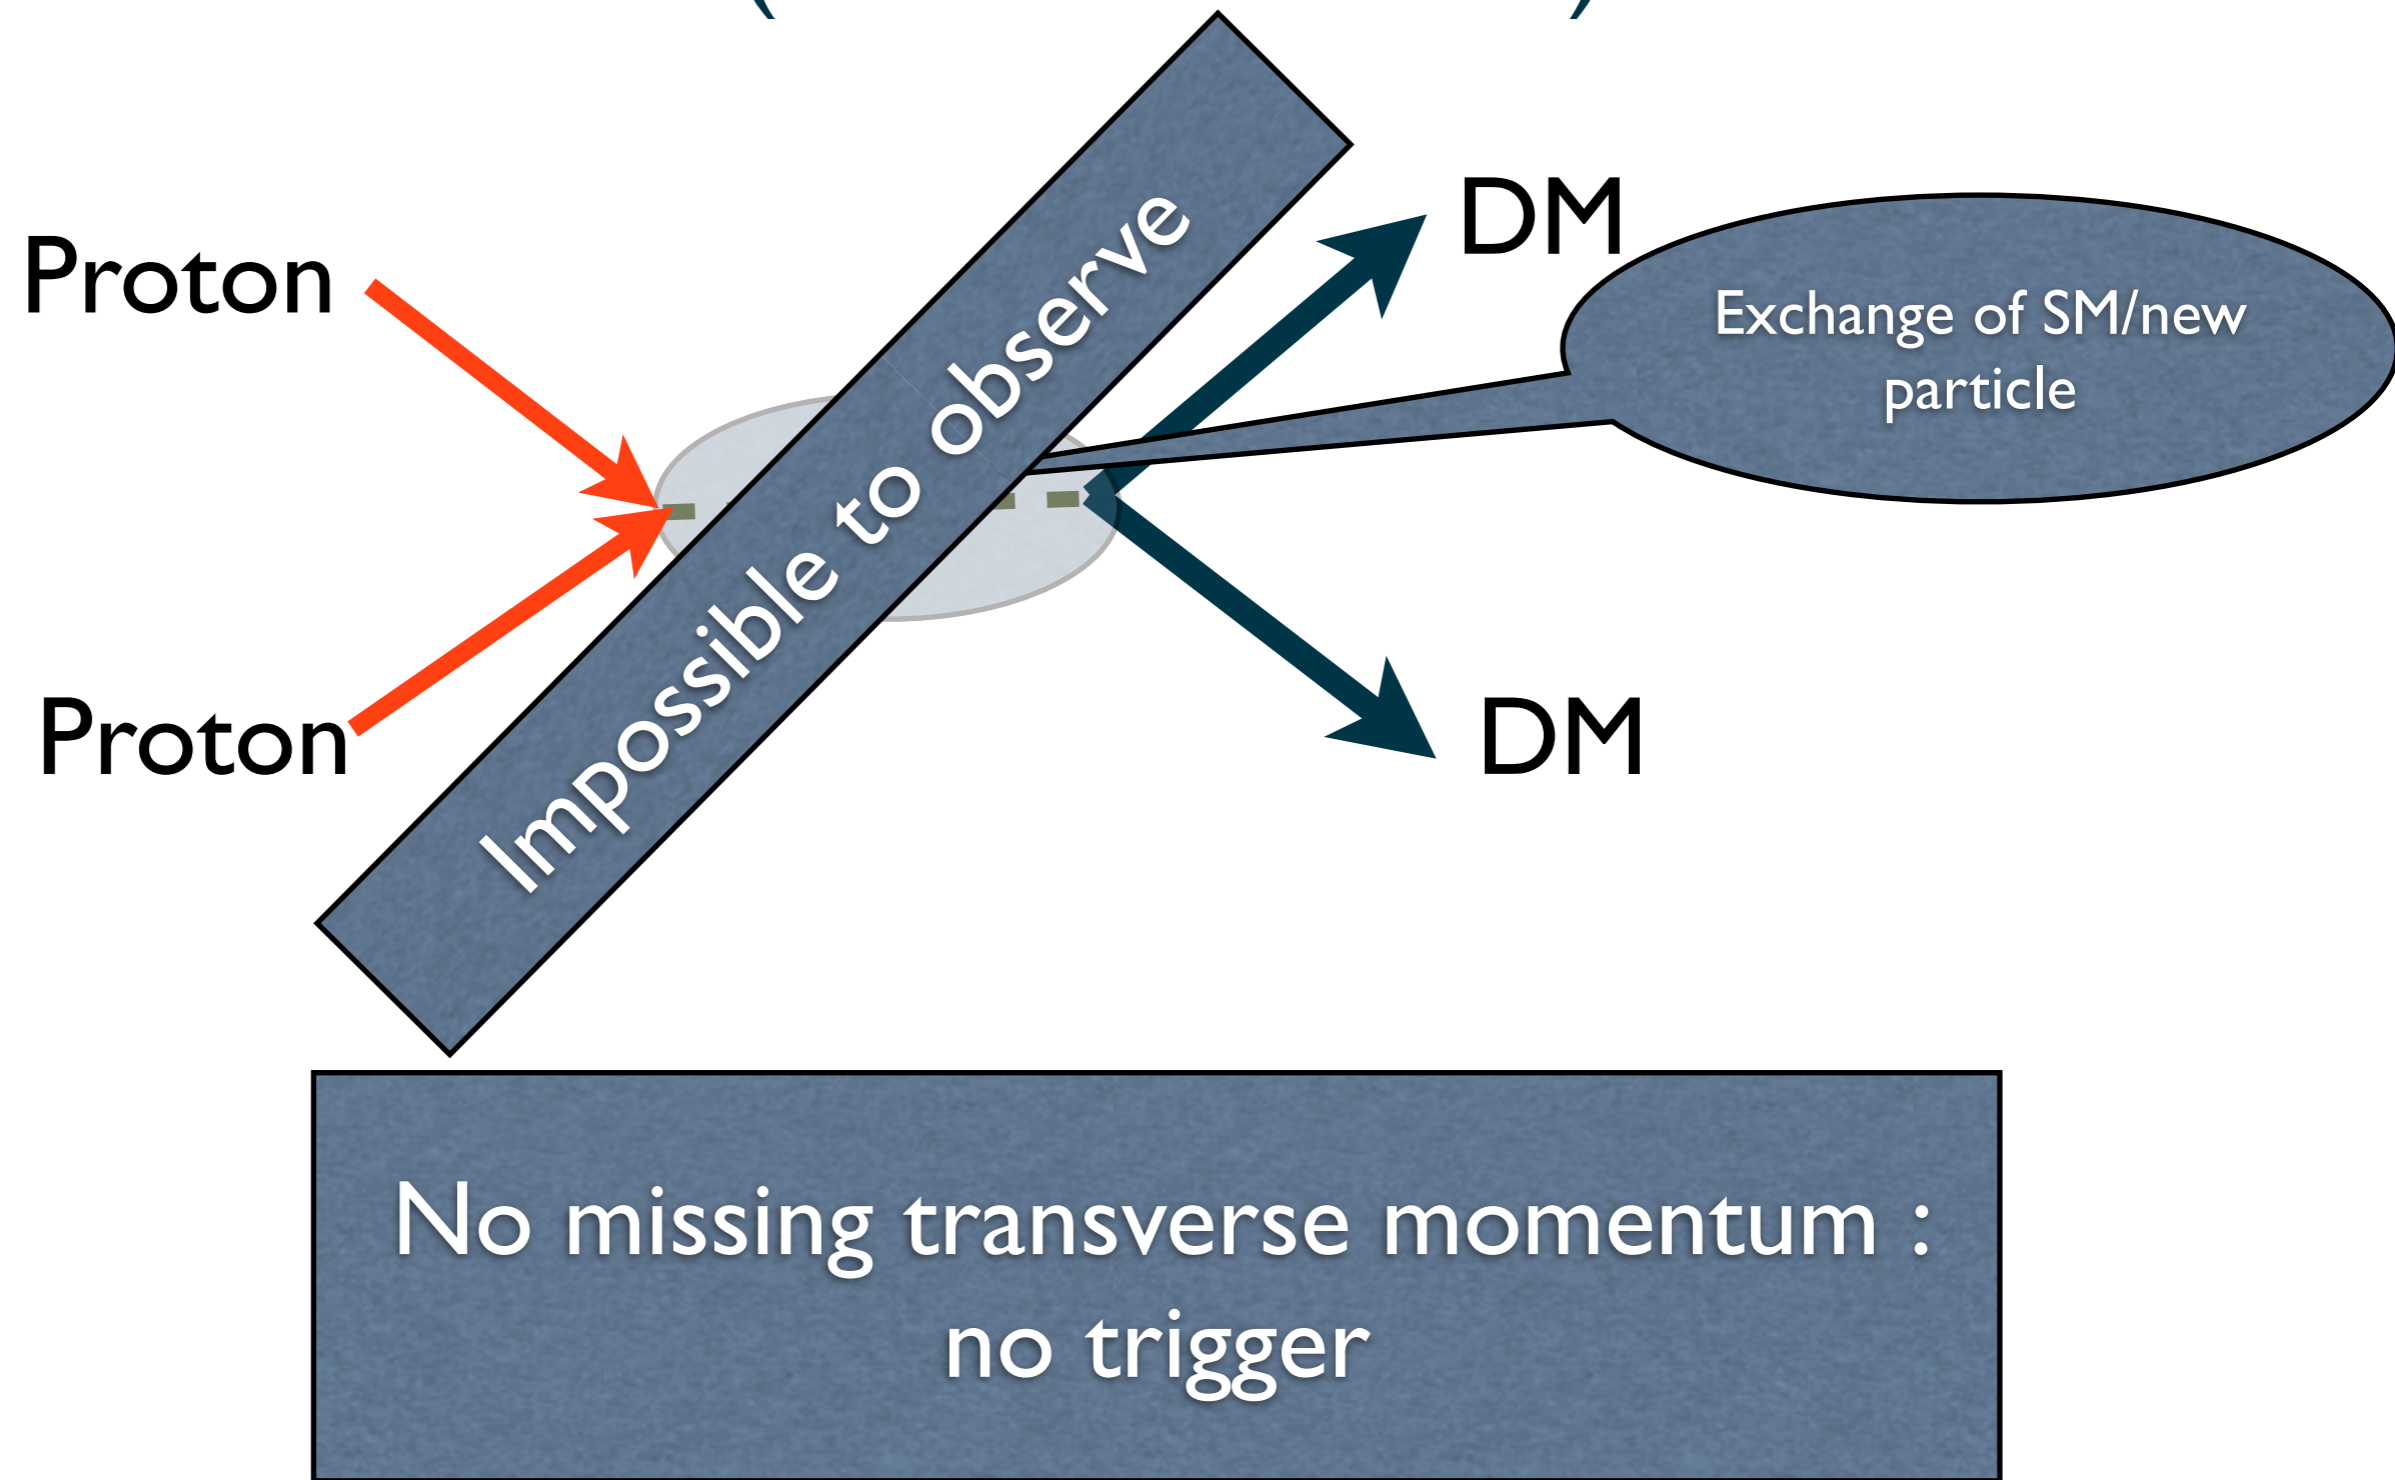 Proton
DM
Exchange of SM/new
particle
Impossible to observe
Proton
DM
No missing transverse momentum :
no trigger